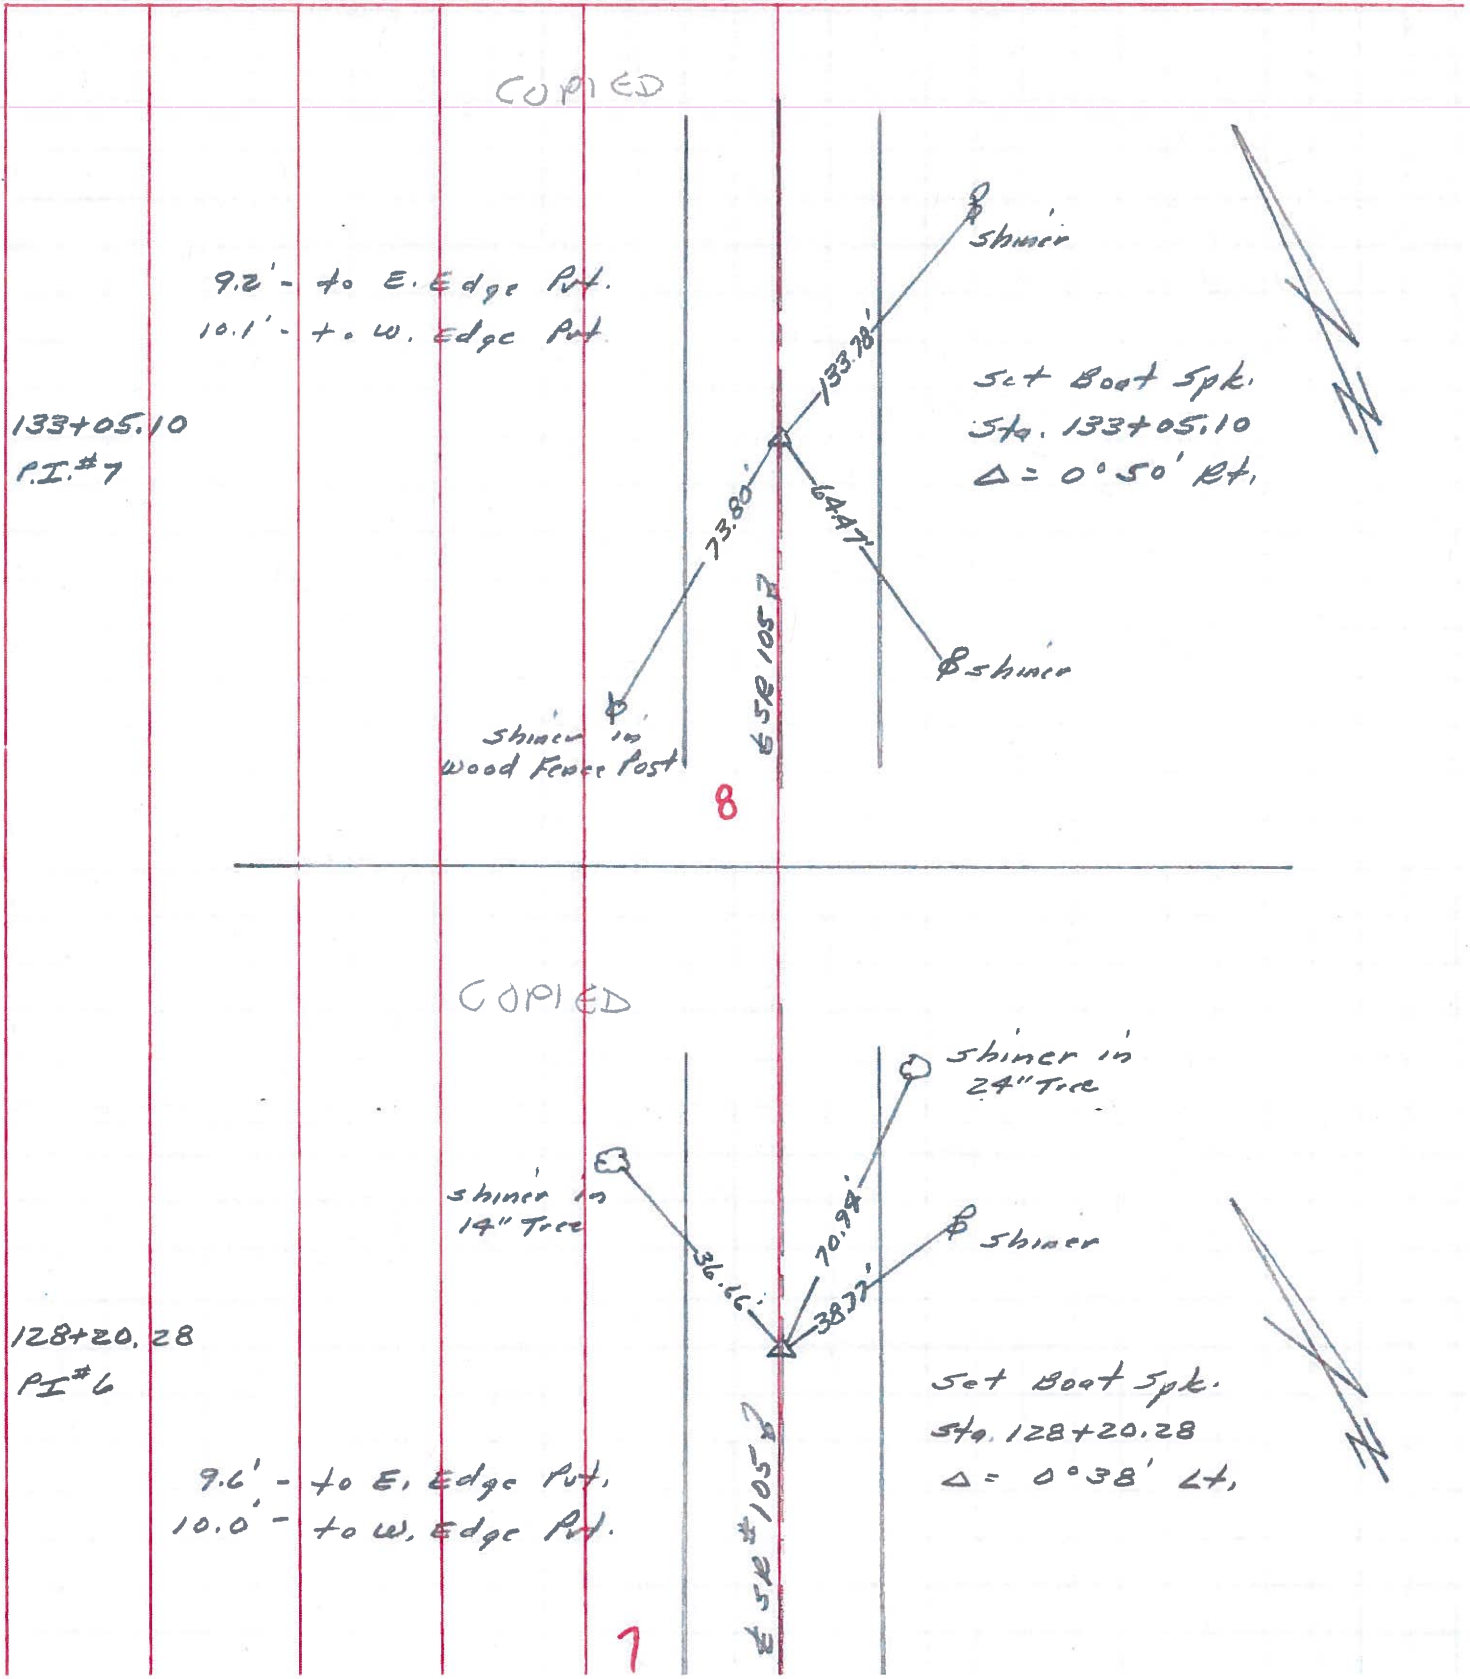 COPIED
shiner
9.2' - to E. Edge Pvt.
10.1' - to W. Edge Pvt.
133.78'
Set Boat Spk.
133+05.10
Sta. 133+05.10
P.I. #7
Δ = 0°50' Rt.
73.80'
64.47'
℄ SR 105
shiner
shiner in
Wood Fence Post
8
COPIED
shiner in
24" Tree
shiner in
14" Tree
70.94'
shiner
36.66'
38.77'
128+20.28
PI #6
Set Boat Spk.
Sta. 128+20.28
Δ = 0°38' Lt.
9.6' - to E. Edge Pvt.
10.0' - to W. Edge Pvt.
℄ SR #105
7